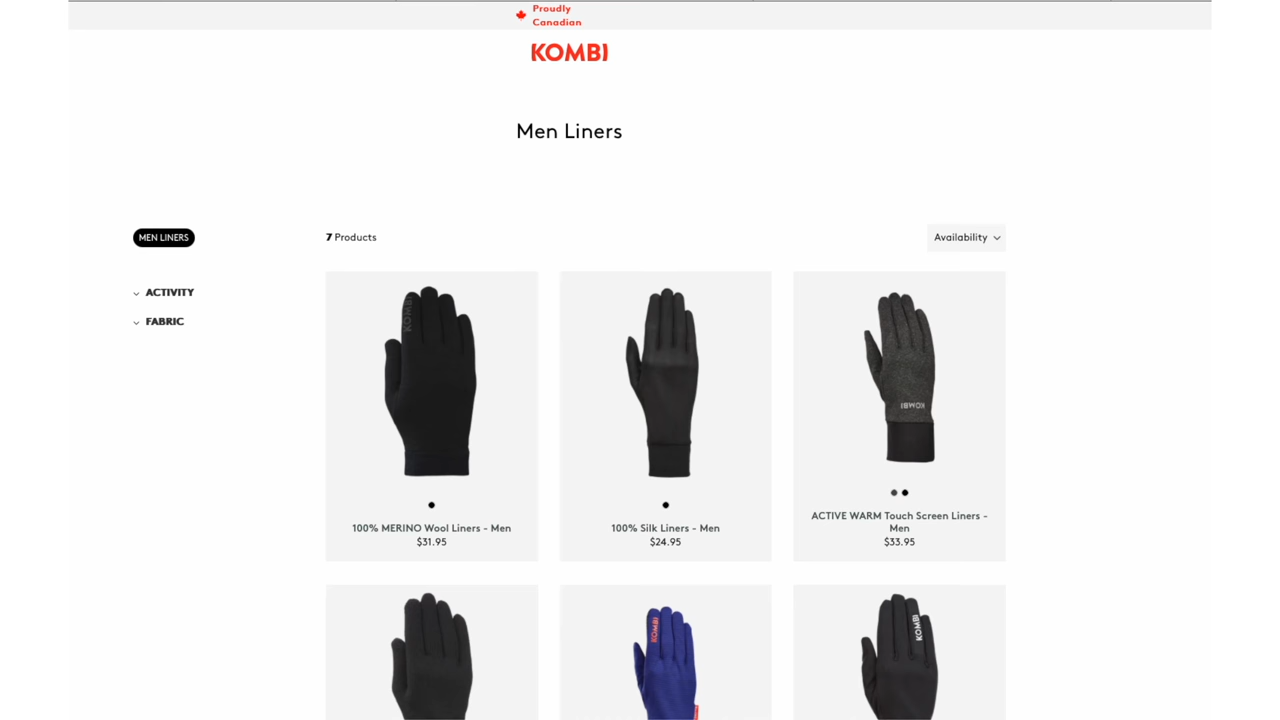 Proudly
Canadian
KOMBI
Men Liners
MEN LINERS
7 Products
Availability
ACTIVITY
FABRIC
KOMBI
KOMBI
100% MERINO Wool Liners - Men
$31.95
100% Silk Liners - Men
$24.95
ACTIVE WARM Touch Screen Liners -
Men
$33.95
KOMBI
KOMBI